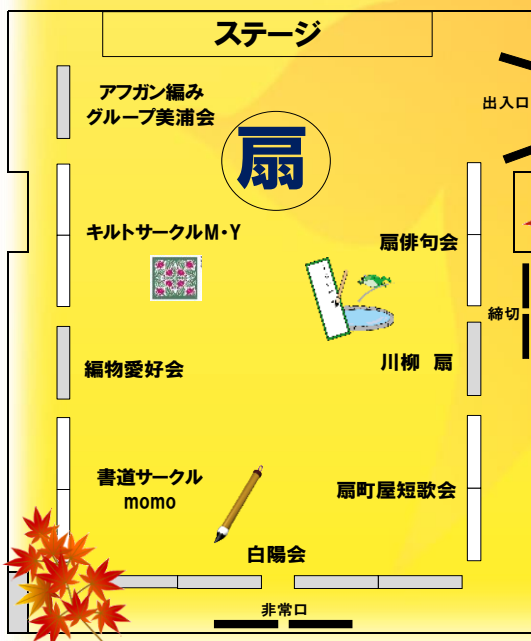 ステージ
アフガン編み
グループ美浦会
出入口
扇
キルトサークルM・Y
扇俳句会
締切
編物愛好会
川柳 扇
書道サークル
momo
扇町屋短歌会
白陽会
非常口